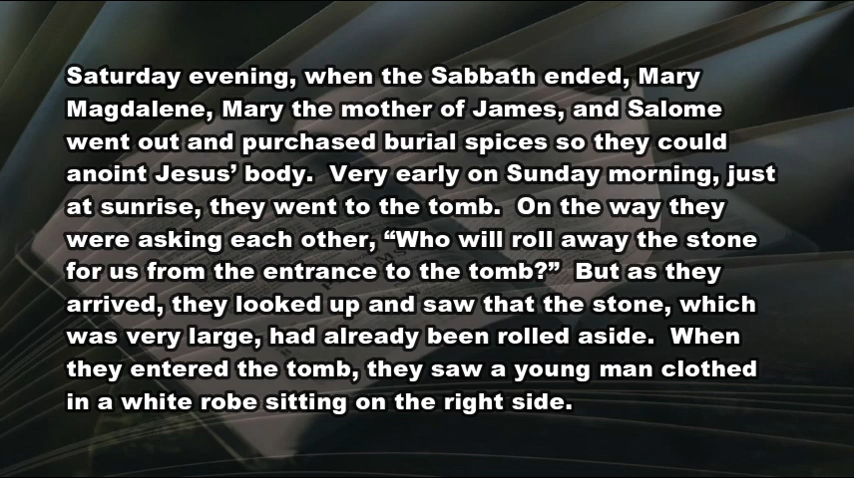 Saturday evening, when the Sabbath ended, Mary
Magdalene, Mary the mother of James, and Salome
went out and purchased burial spices so they could
anoint Jesus’ body.  Very early on Sunday morning, just
at sunrise, they went to the tomb.  On the way they
were asking each other, “Who will roll away the stone
for us from the entrance to the tomb?”  But as they
arrived, they looked up and saw that the stone, which
was very large, had already been rolled aside.  When
they entered the tomb, they saw a young man clothed
in a white robe sitting on the right side.